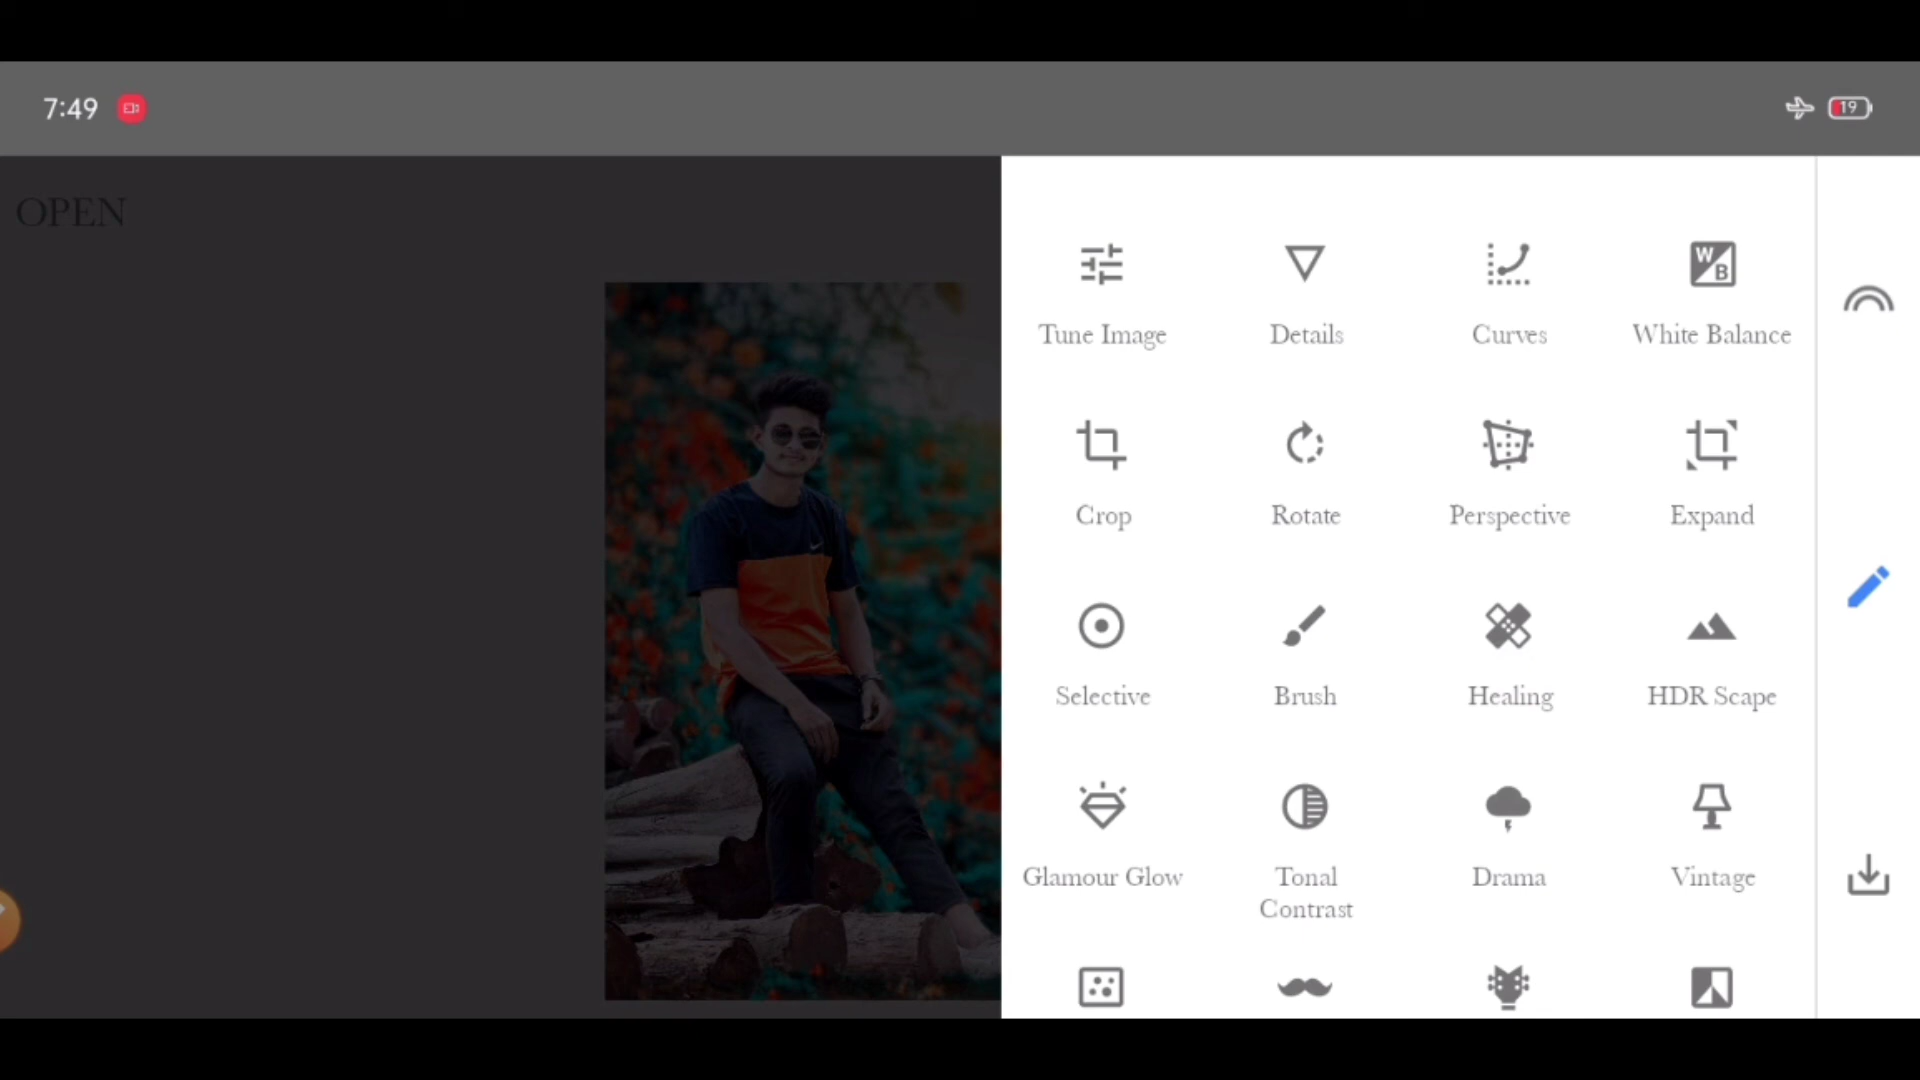 7:49
19
OPEN
Tune Image
Details
Curves
W
B
White Balance
Crop
Rotate
Perspective
Expand
Selective
Brush
Healing
HDR Scape
Glamour Glow
Tonal
Contrast
Drama
Vintage